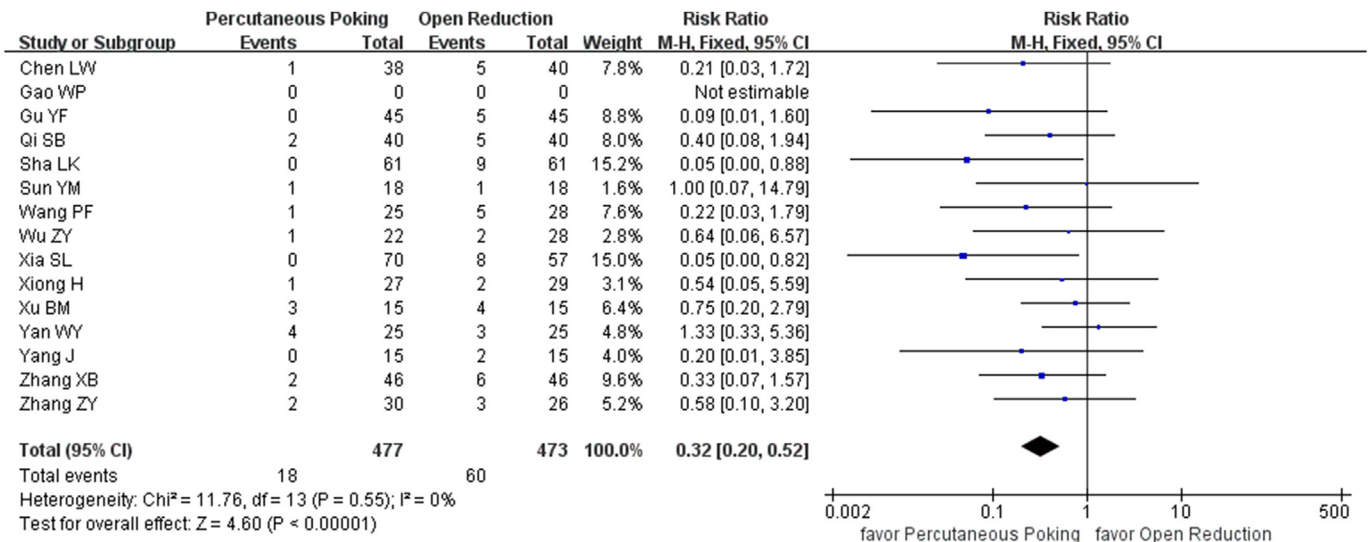 Percutaneous Poking Open Reduction Risk Ratio Risk Ratio
Study or Subgroup Events Total Events Total Weight M-H, Fixed, 95% CI M-H, Fixed, 95% CI
Chen LW 1 38 5 40 7.8% 0.21 [0.03, 1.72]
Gao WP 0 0 0 0 Not estimable
Gu YF 0 45 5 45 8.8% 0.09 [0.01, 1.60]
Qi SB 2 40 5 40 8.0% 0.40 [0.08, 1.94]
Sha LK 0 61 9 61 15.2% 0.05 [0.00, 0.88]
Sun YM 1 18 1 18 1.6% 1.00 [0.07, 14.79]
Wang PF 1 25 5 28 7.6% 0.22 [0.03, 1.79]
Wu ZY 1 22 2 28 2.8% 0.64 [0.06, 6.57]
Xia SL 0 70 8 57 15.0% 0.05 [0.00, 0.82]
Xiong H 1 27 2 29 3.1% 0.54 [0.05, 5.59]
Xu BM 3 15 4 15 6.4% 0.75 [0.20, 2.79]
Yan WY 4 25 3 25 4.8% 1.33 [0.33, 5.36]
Yang J 0 15 2 15 4.0% 0.20 [0.01, 3.85]
Zhang XB 2 46 6 46 9.6% 0.33 [0.07, 1.57]
Zhang ZY 2 30 3 26 5.2% 0.58 [0.10, 3.20]
Total (95% CI) 477 473 100.0% 0.32 [0.20, 0.52]
Total events 18 60
Heterogeneity: Chi² = 11.76, df = 13 (P = 0.55); I² = 0%
Test for overall effect: Z = 4.60 (P < 0.00001)
0.002 0.1 1 10 500
favor Percutaneous Poking favor Open Reduction